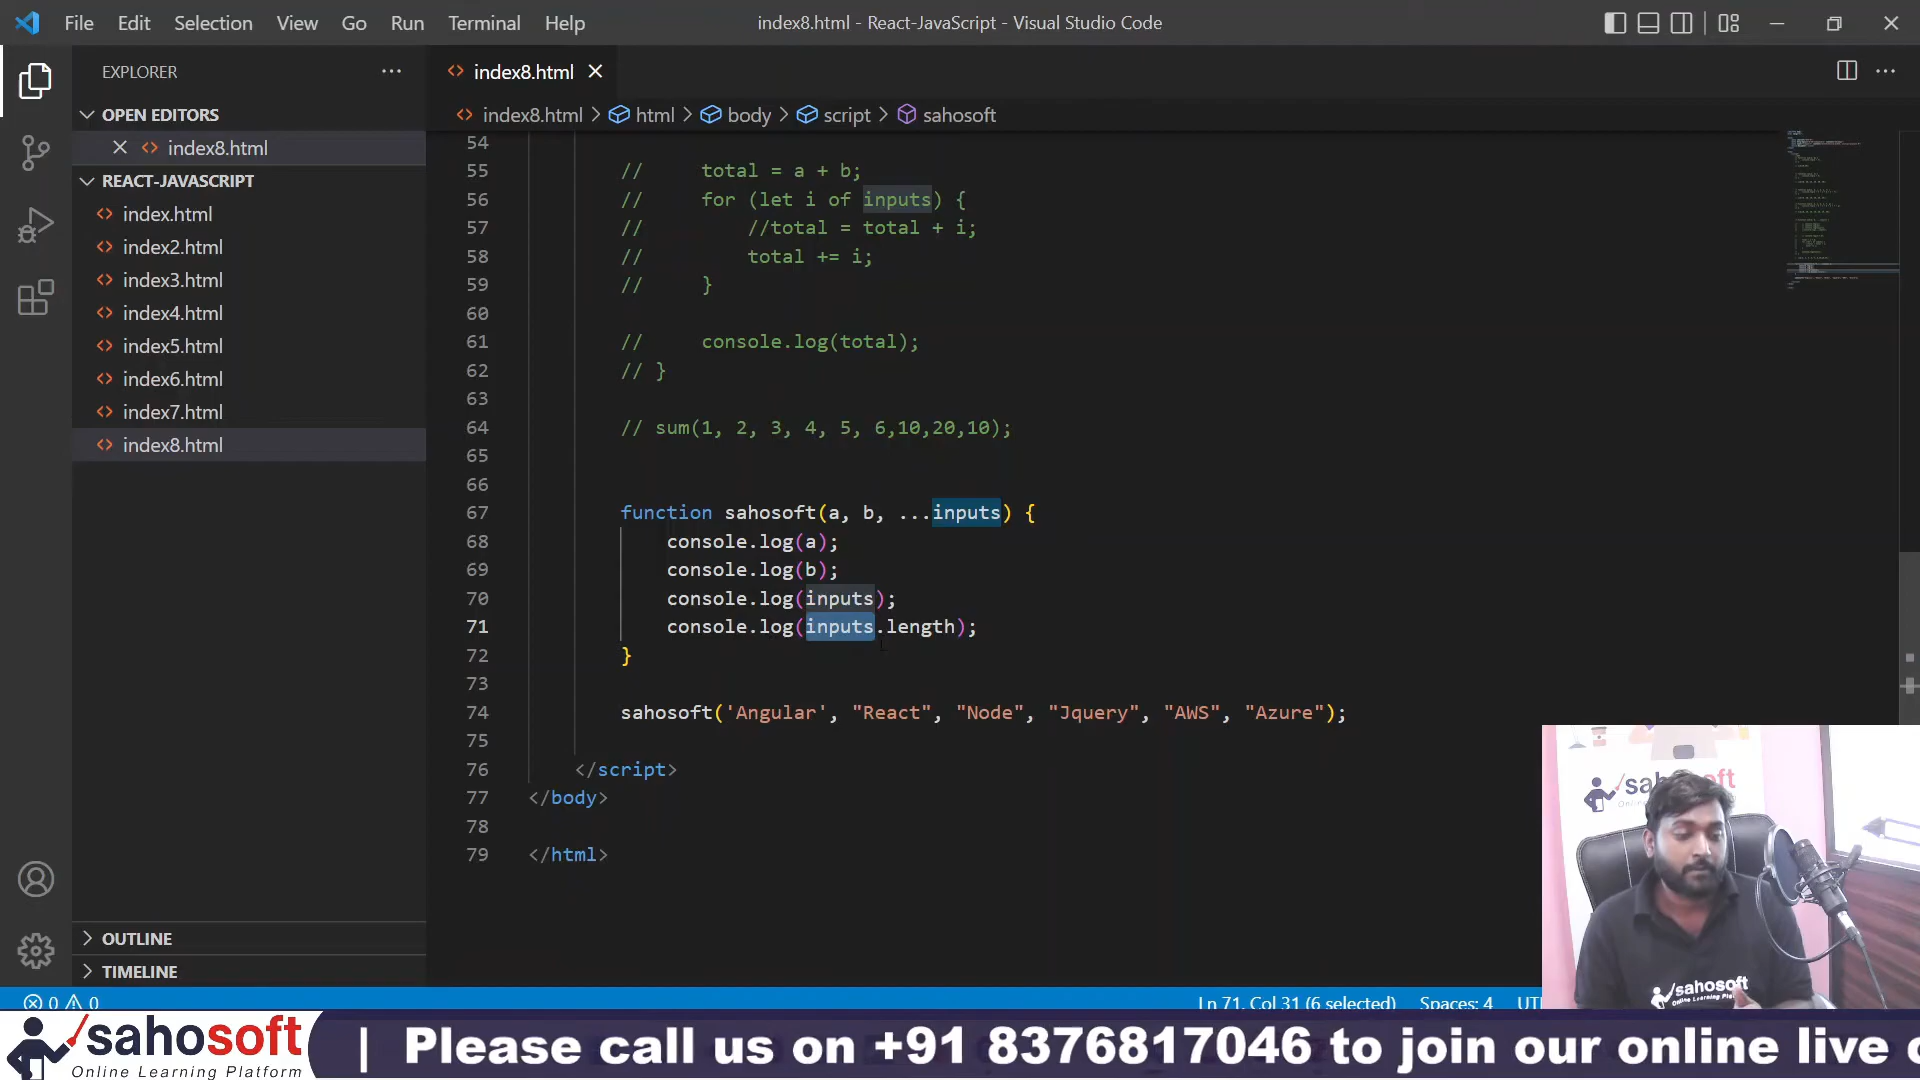 File Edit Selection View Go Run Terminal Help index8.html - React-JavaScript - Visual Studio Code
EXPLORER
OPEN EDITORS
index8.html
REACT-JAVASCRIPT
index.html
index2.html
index3.html
index4.html
index5.html
index6.html
index7.html
index8.html
OUTLINE
TIMELINE
index8.html
index8.html > html > body > script > sahosoft
54
55 // total = a + b;
56 // for (let i of inputs) {
57 // //total = total + i;
58 // total += i;
59 // }
60
61 // console.log(total);
62 // }
63
64 // sum(1, 2, 3, 4, 5, 6,10,20,10);
65
66
67 function sahosoft(a, b, ...inputs) {
68 console.log(a);
69 console.log(b);
70 console.log(inputs);
71 console.log(inputs.length);
72 }
73
74 sahosoft('Angular', "React", "Node", "Jquery", "AWS", "Azure");
75
76 </script>
77 </body>
78
79 </html>
sahosoft
sahosoft
Online Learning Platform
0 0 Ln 71, Col 31 (6 selected) Spaces: 4
sahosoft
Online Learning Platform
| Please call us on +91 8376817046 to join our online live